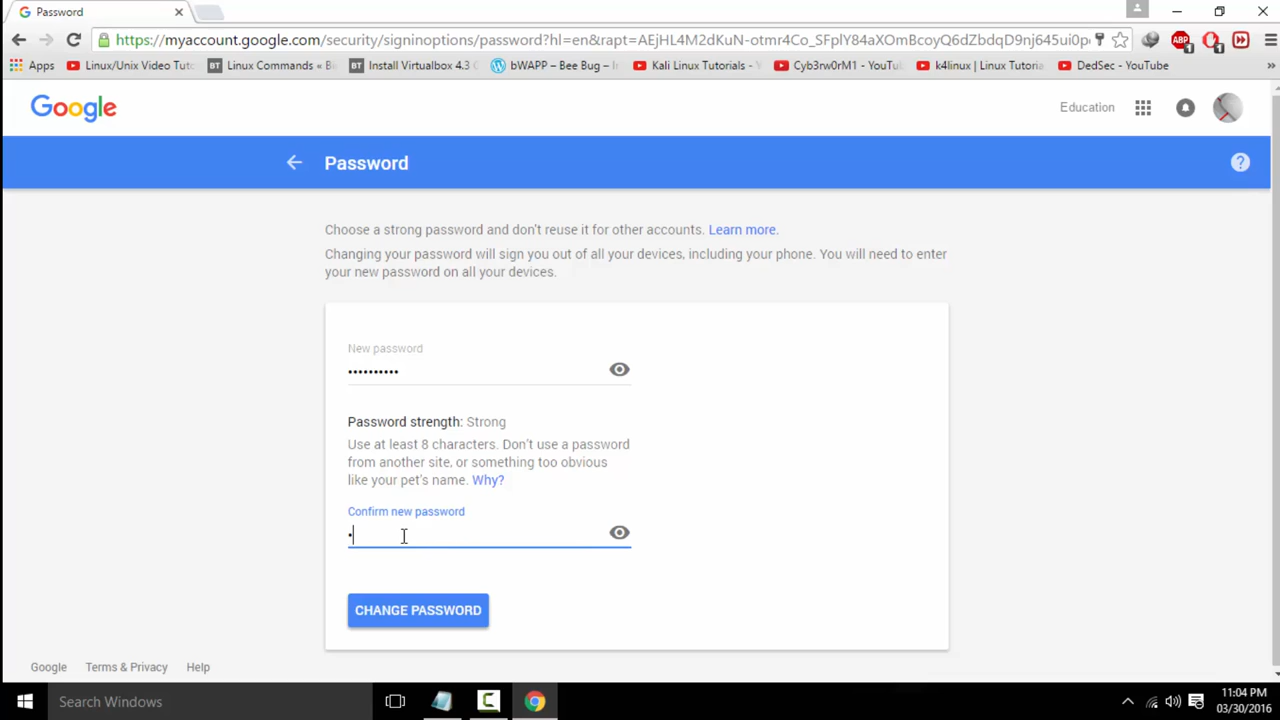 Password
https://myaccount.google.com/security/signinoptions/password?hl=en&rapt=AEjHL4M2dKuN-otnr4Co_SFplY84aXOmBcoyQ6dZbdqD9nj645ui0p
Apps Linux/Unix Video Tut Linux Commands « B Install Virtualbox 4.3 bWAPP – Bee Bug – Kali Linux Tutorials - Cyb3rw0rM1 - YouTu k4linux | Linux Tutoria DedSec - YouTube »
Google Education
Password
Choose a strong password and don't reuse it for other accounts. Learn more.
Changing your password will sign you out of all your devices, including your phone. You will need to enter
your new password on all your devices.
New password
••••••••••
Password strength: Strong
Use at least 8 characters. Don't use a password
from another site, or something too obvious
like your pet's name. Why?
Confirm new password
•
CHANGE PASSWORD
Google Terms & Privacy Help
Search Windows
11:04 PM
03/30/2016